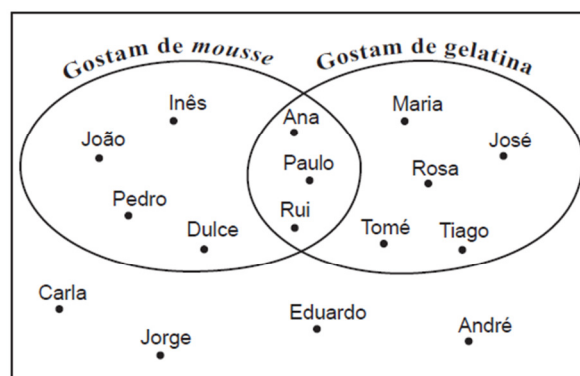 Gostam de mousse
Gostam de gelatina
Inês
Ana
Maria
João
José
Paulo
Rosa
Pedro
Rui
Dulce
Tomé
Tiago
Carla
Eduardo
Jorge
André